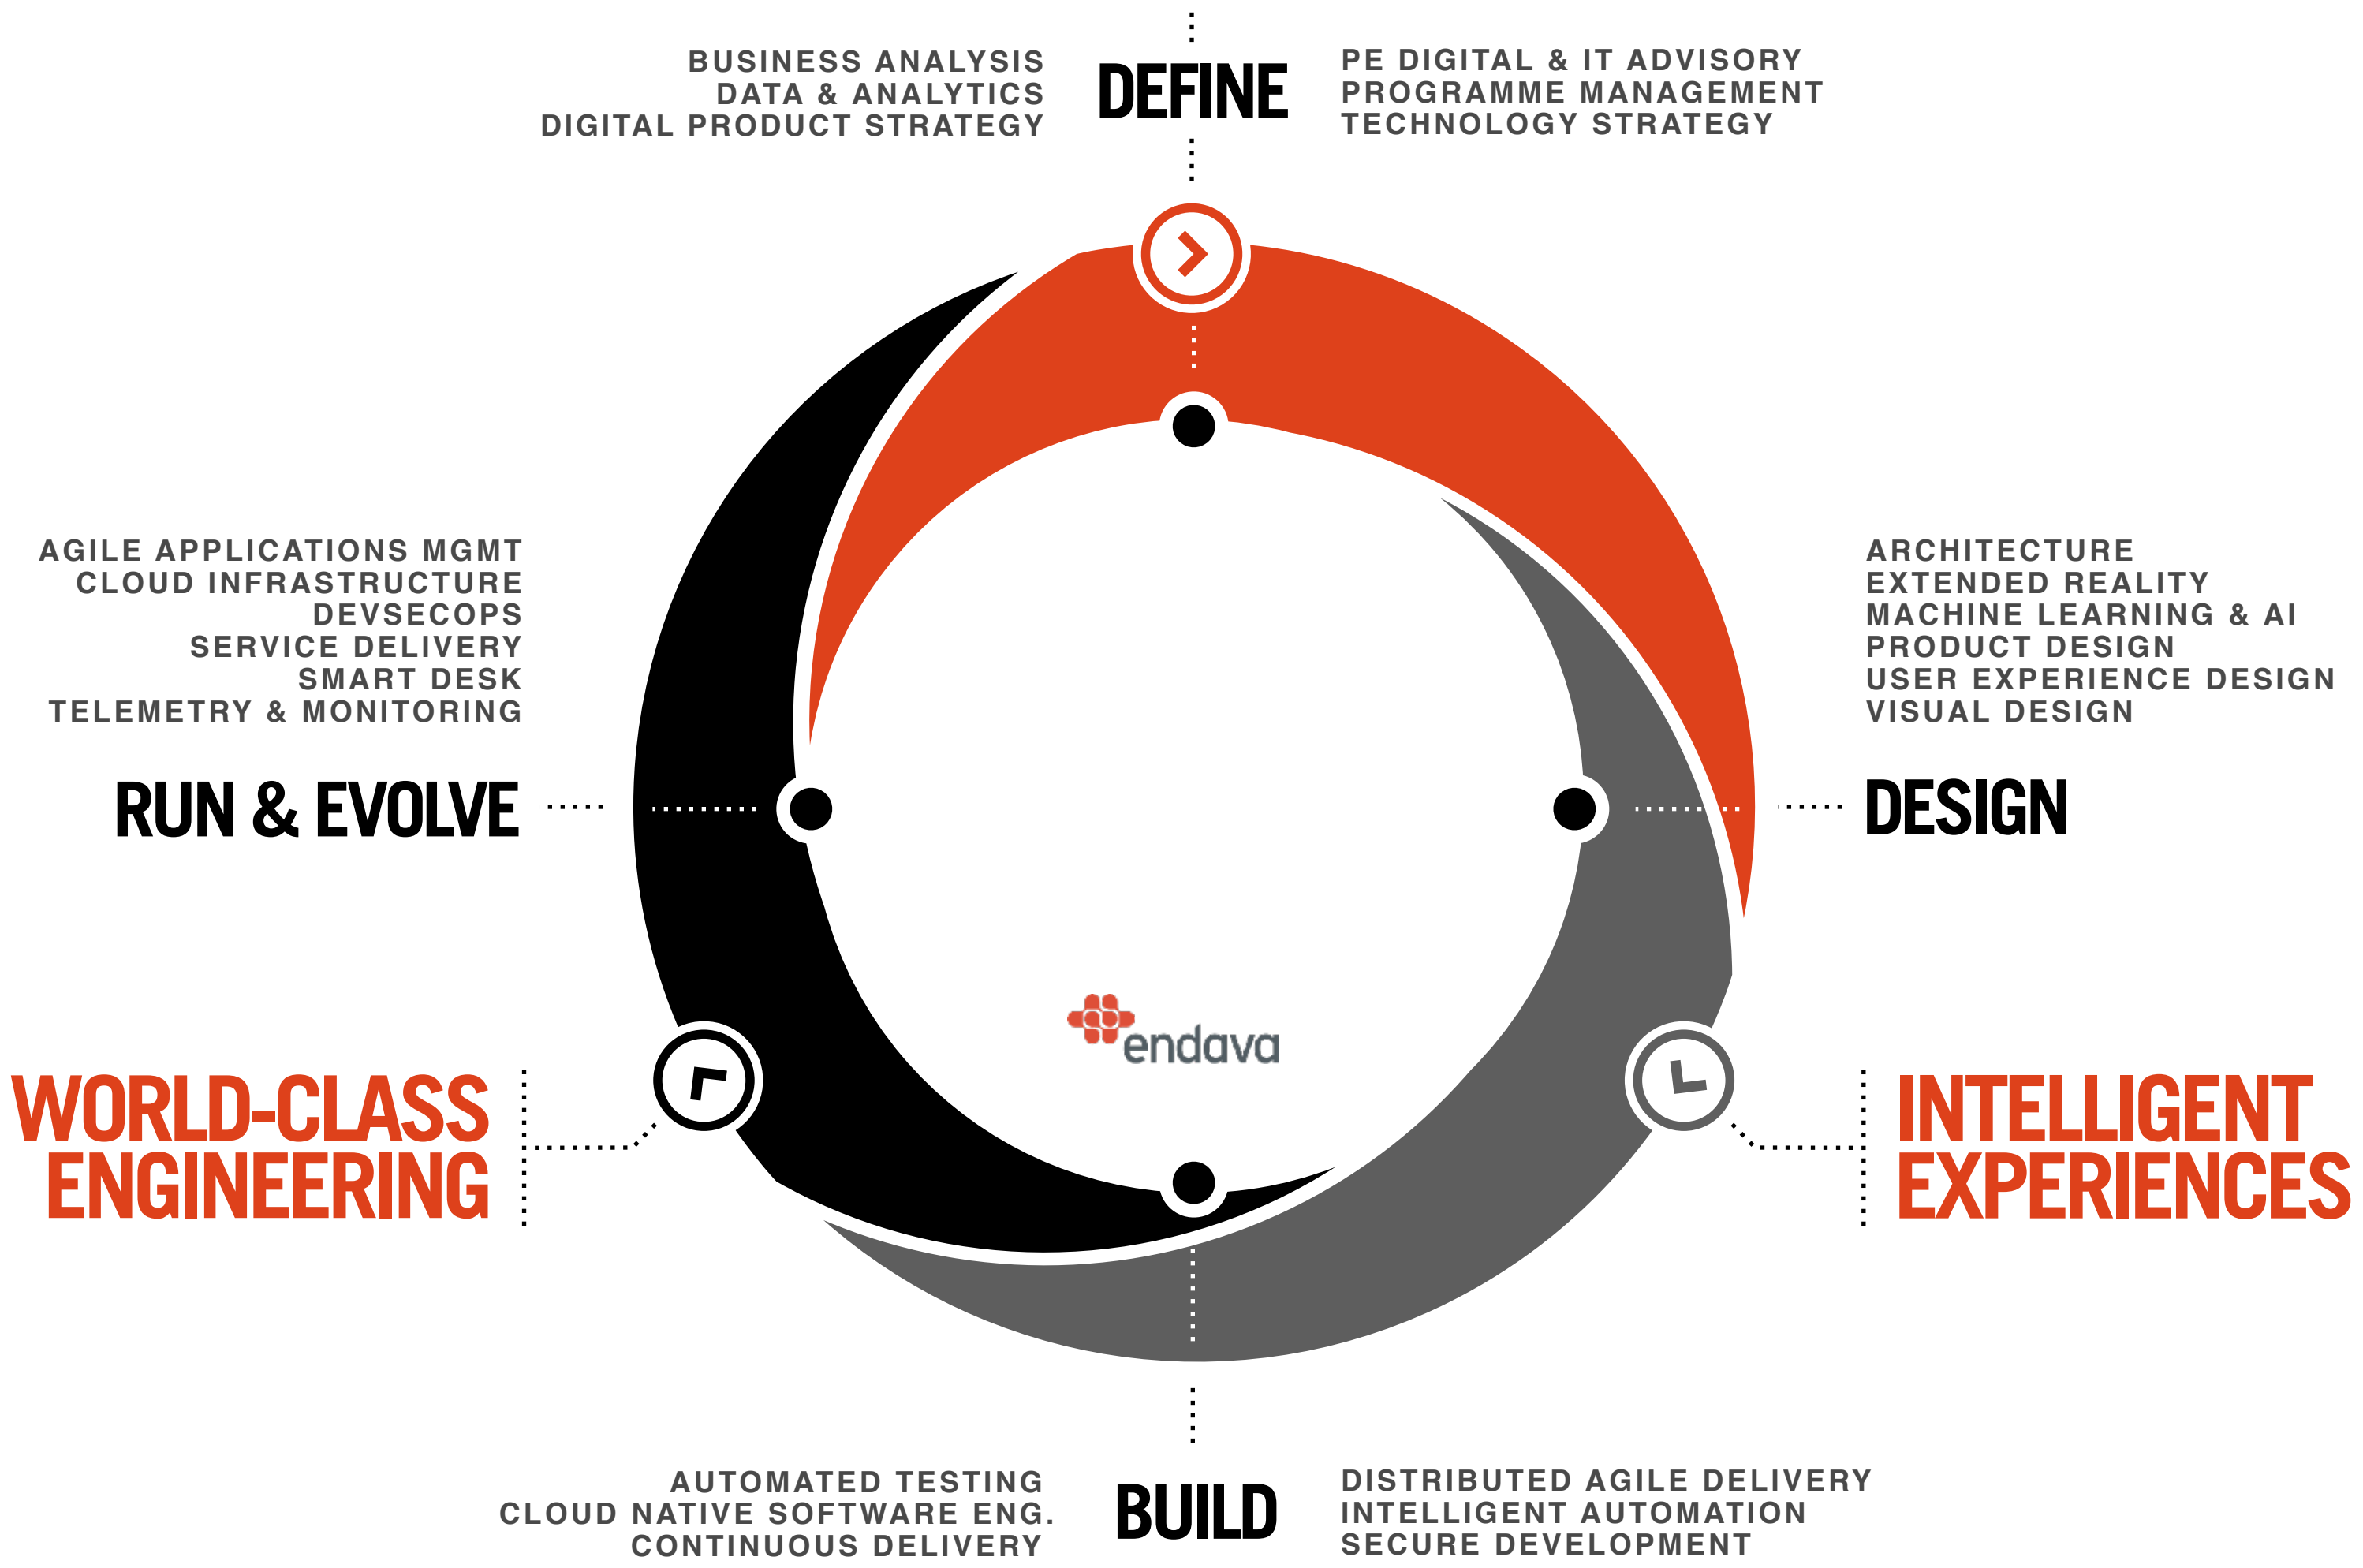 BUSINESS ANALYSIS
DATA & ANALYTICS
DIGITAL PRODUCT STRATEGY
DEFINE
PE DIGITAL & IT ADVISORY
PROGRAMME MANAGEMENT
TECHNOLOGY STRATEGY
AGILE APPLICATIONS MGMT
CLOUD INFRASTRUCTURE
DEVSECOPS
SERVICE DELIVERY
SMART DESK
TELEMETRY & MONITORING
RUN & EVOLVE
ARCHITECTURE
EXTENDED REALITY
MACHINE LEARNING & AI
PRODUCT DESIGN
USER EXPERIENCE DESIGN
VISUAL DESIGN
DESIGN
WORLD-CLASS
ENGINEERING
endava
INTELLIGENT
EXPERIENCES
AUTOMATED TESTING
CLOUD NATIVE SOFTWARE ENG.
CONTINUOUS DELIVERY
BUILD
DISTRIBUTED AGILE DELIVERY
INTELLIGENT AUTOMATION
SECURE DEVELOPMENT